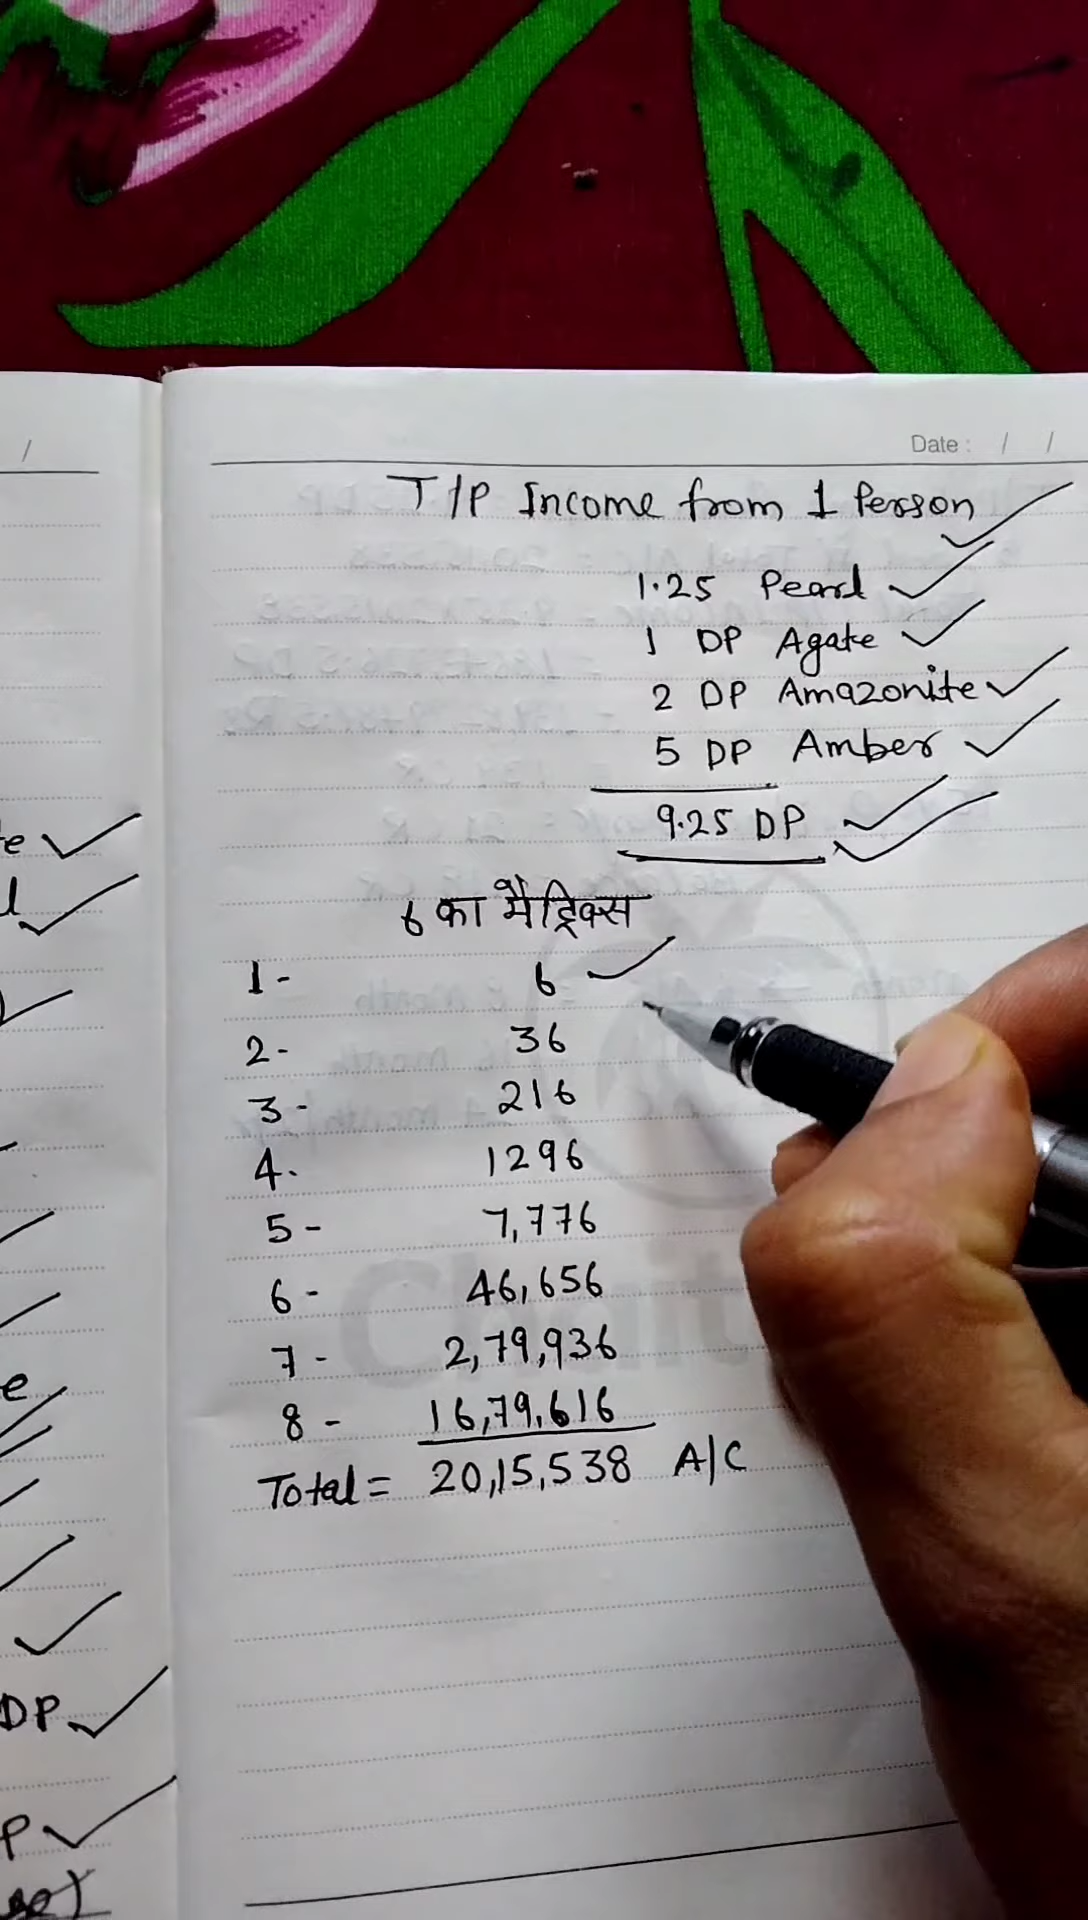 /
Date : / /
T/P Income from 1 Person
1.25 Pearl
1 DP Agate
2 DP Amazonite
5 DP Amber
9.25 DP
6 का मैट्रिक्स
1- 6
2- 36
3- 216
4. 1296
5- 7,776
6- 46,656
7- 2,79,936
8- 16,79,616
Total = 20,15,538 A/C
DP